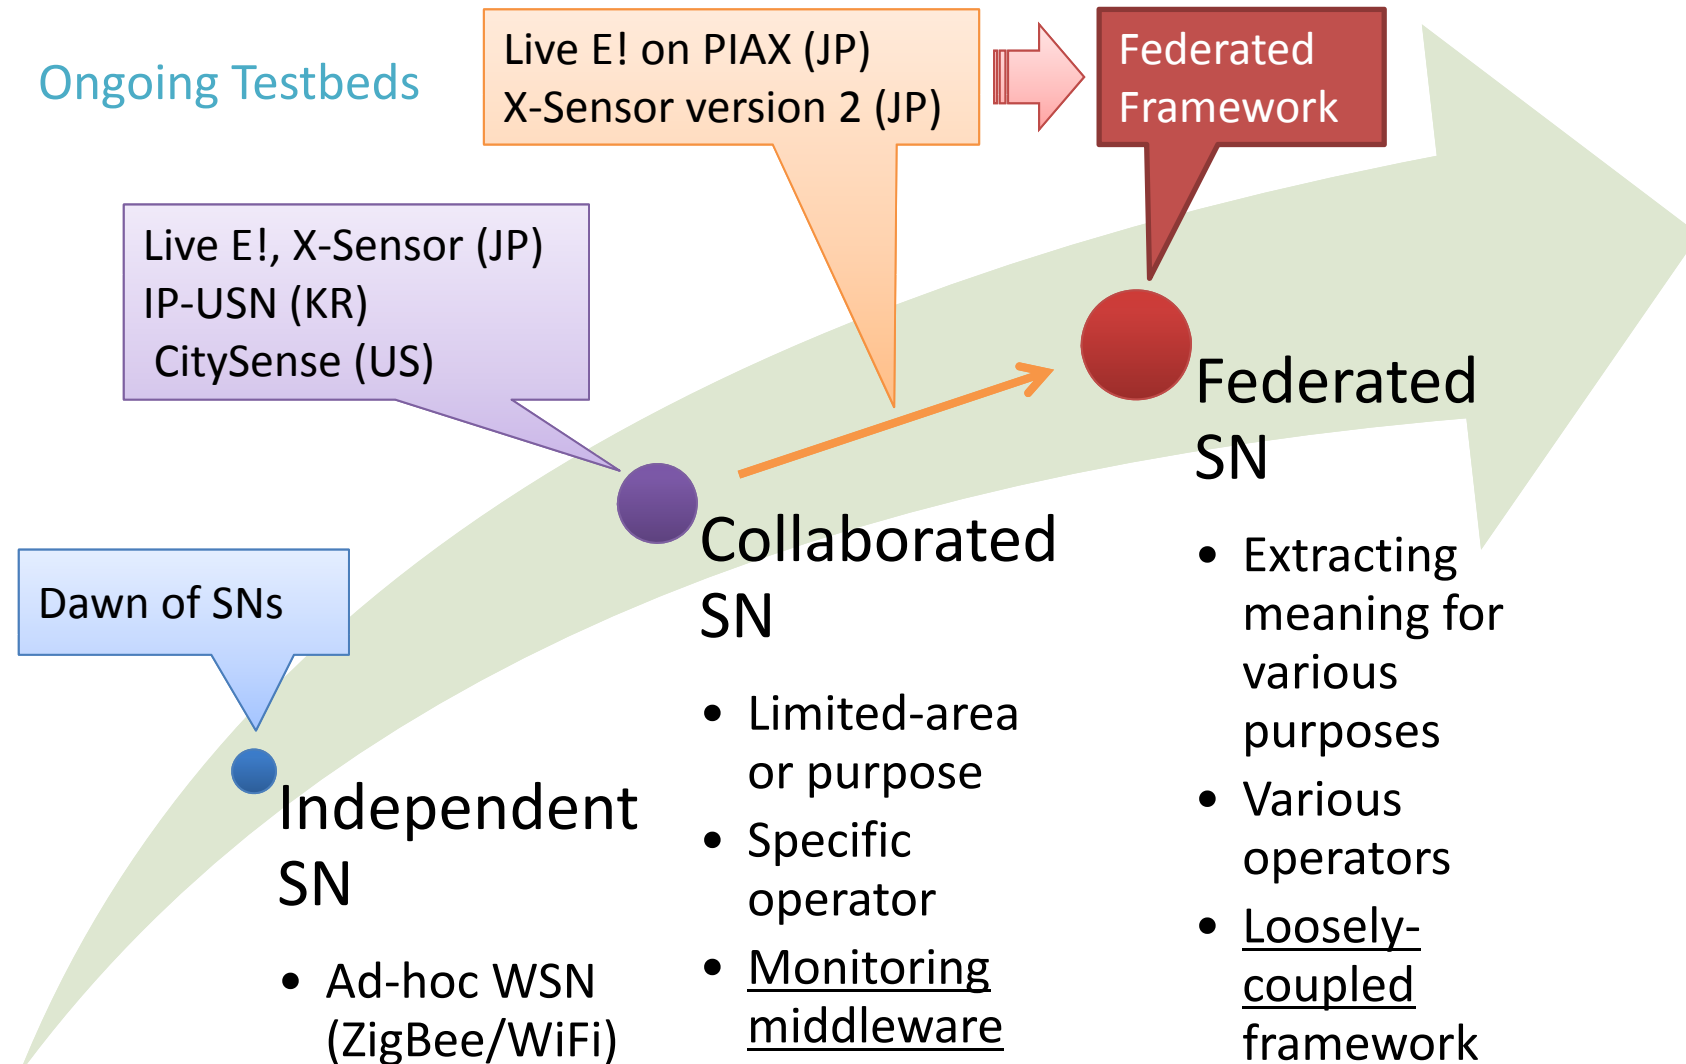 Ongoing Testbeds
Live E! on PIAX (JP)
X-Sensor version 2 (JP)
Federated
Framework
Live E!, X-Sensor (JP)
IP-USN (KR)
CitySense (US)
Dawn of SNs
Independent
SN
• Ad-hoc WSN
(ZigBee/WiFi)
Collaborated
SN
• Limited-area
or purpose
• Specific
operator
• Monitoring
middleware
Federated
SN
• Extracting
meaning for
various
purposes
• Various
operators
• Loosely-
coupled
framework